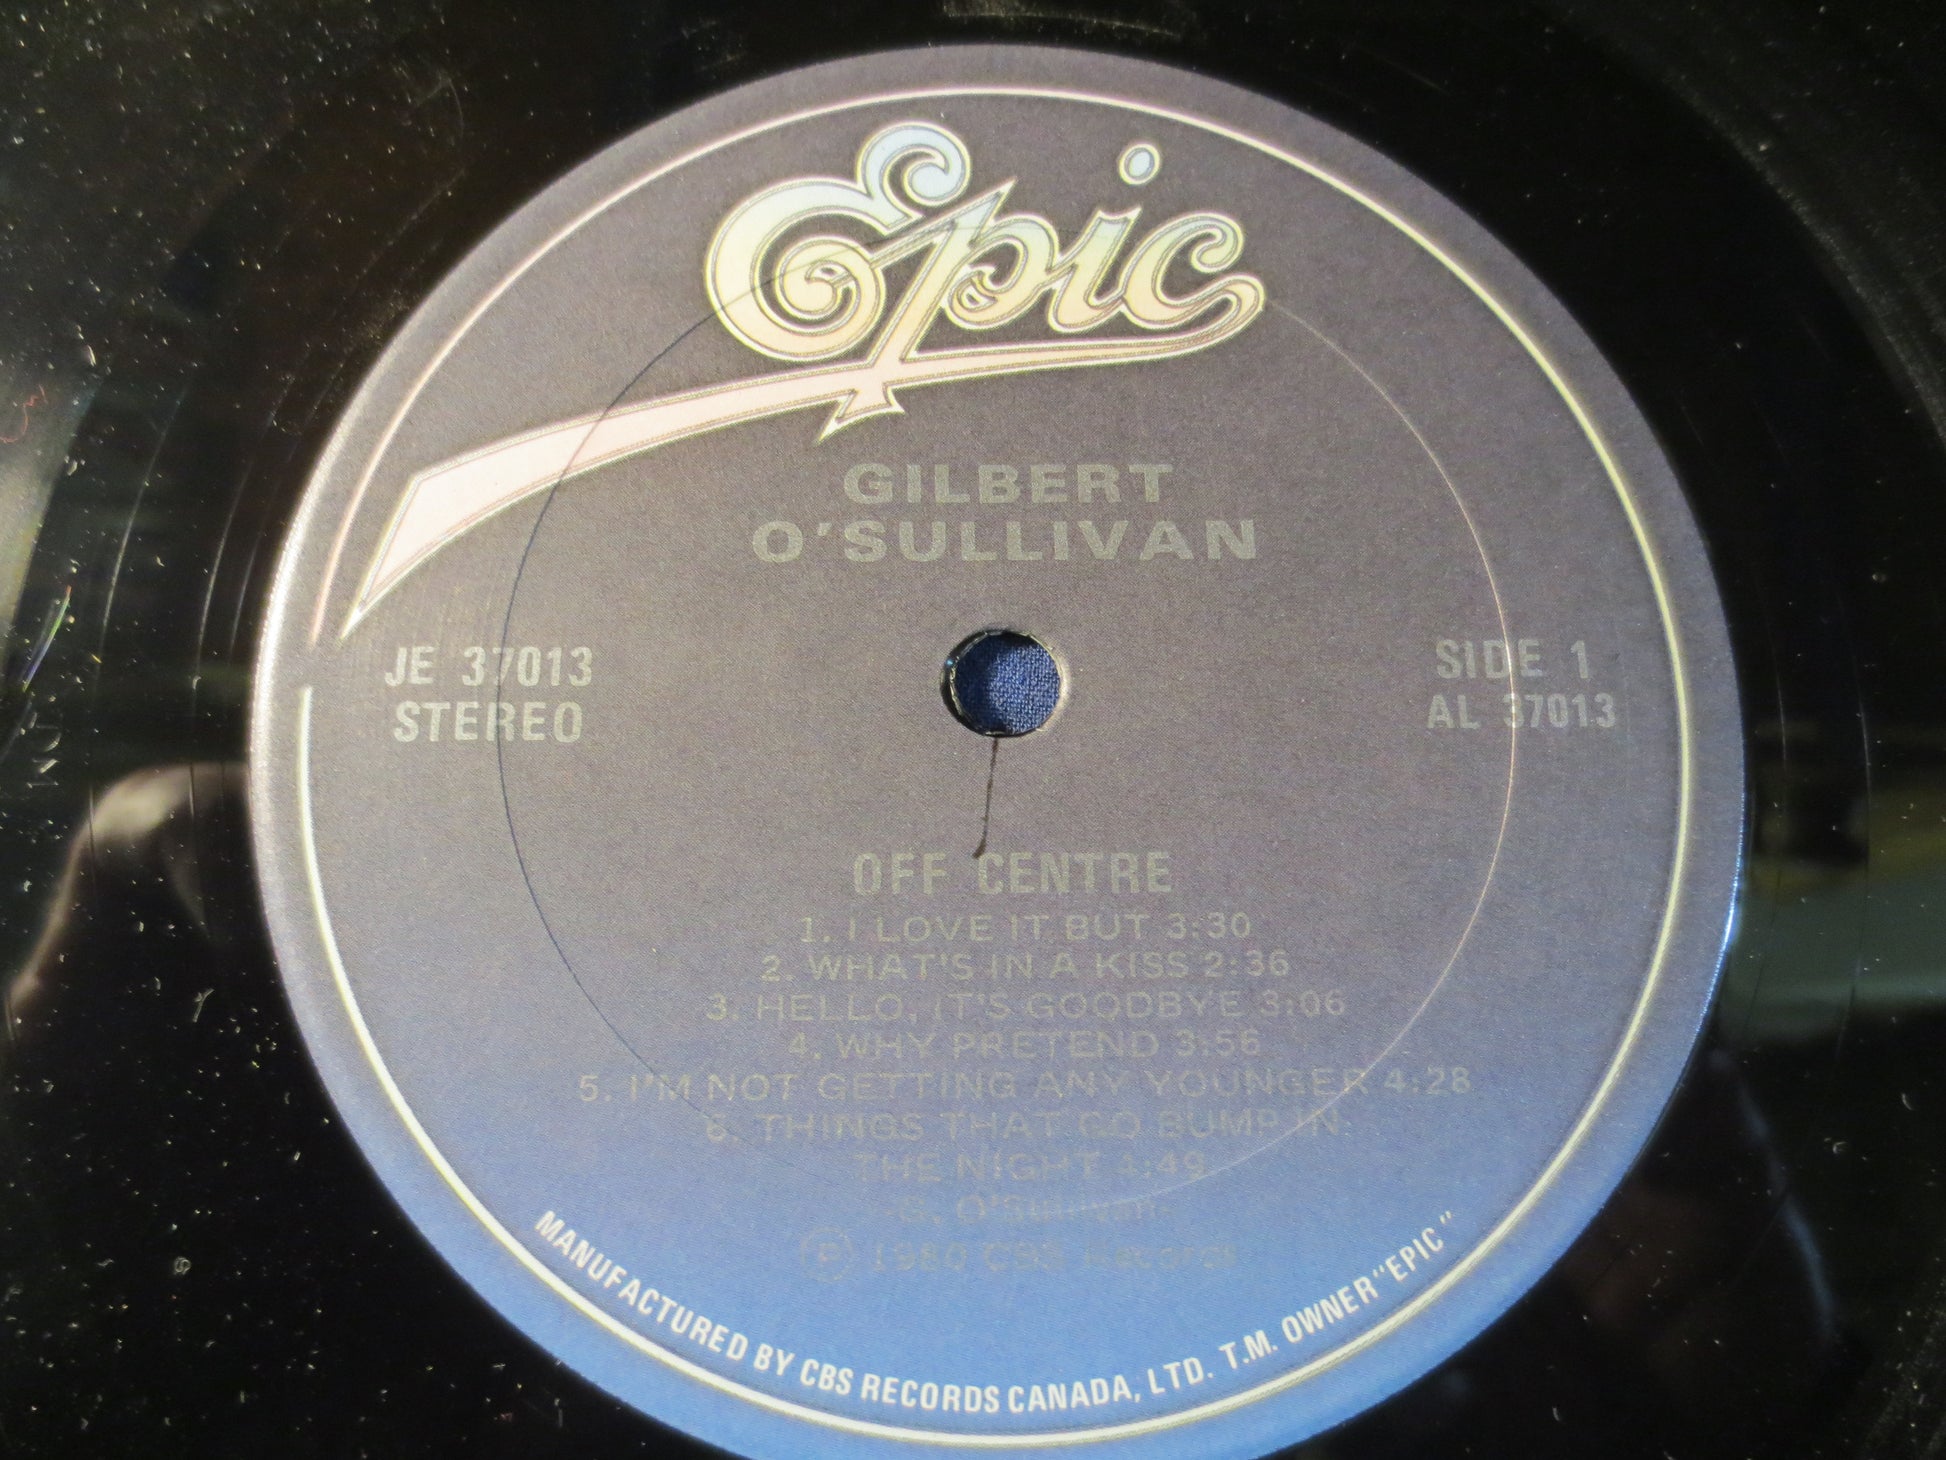 Epic
GILBERT
O'SULLIVAN
JE 37013
STEREO
SIDE 1
AL 37013
OFF CENTRE
1. I LOVE IT BUT 3:30
2. WHAT'S IN A KISS 2:36
3. HELLO, IT'S GOODBYE 3:06
4. WHY PRETEND 3:56
5. I'M NOT GETTING ANY YOUNGER 4:28
6. THINGS THAT GO BUMP IN
THE NIGHT 4:49
-G. O'Sullivan-
Ⓟ 1980 CBS Records
MANUFACTURED BY CBS RECORDS CANADA, LTD. T.M. OWNER "EPIC"